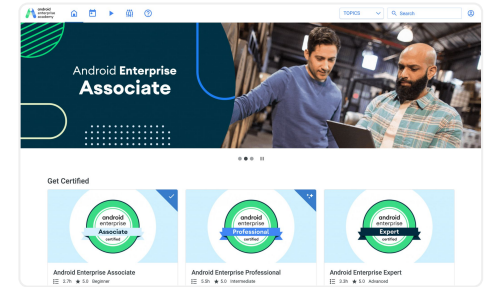 android
enterprise
academy
TOPICS
Search
Android Enterprise
Associate
Get Certified
android
enterprise
Associate
certified
android
enterprise
Professional
certified
android
enterprise
Expert
certified
Android Enterprise Associate
3.7h ★ 5.0 Beginner
Android Enterprise Professional
5.5h ★ 5.0 Intermediate
Android Enterprise Expert
3.3h ★ 5.0 Advanced